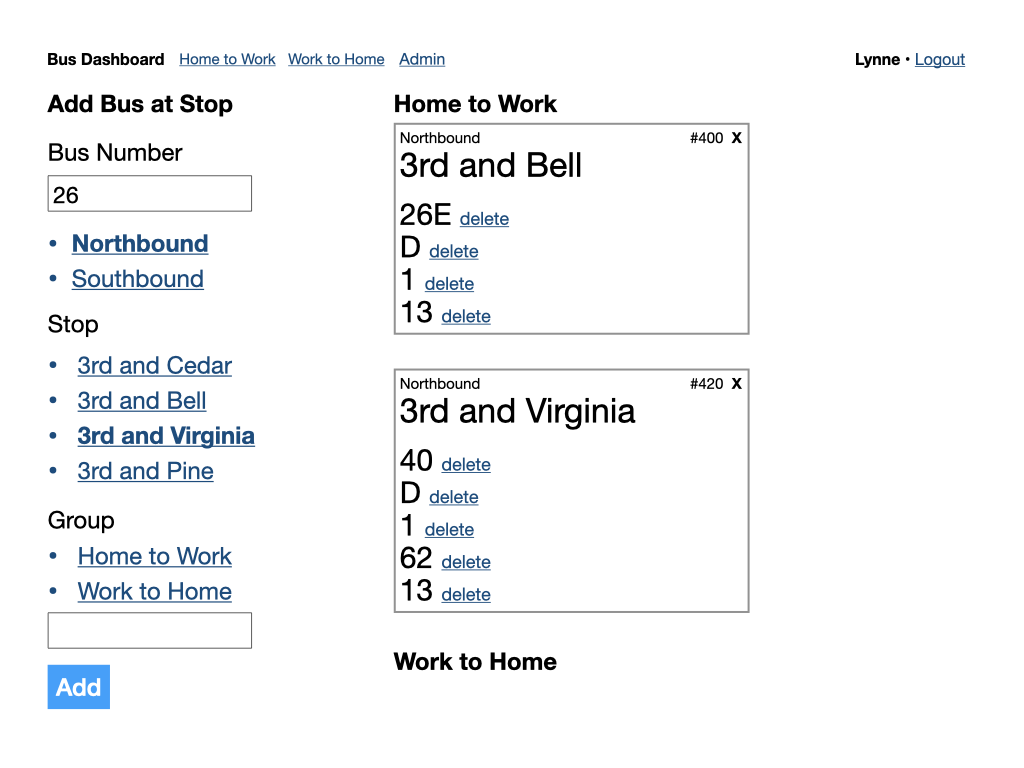 Bus Dashboard Home to Work Work to Home Admin
Lynne • Logout
Add Bus at Stop
Bus Number
26
• Northbound
• Southbound
Stop
• 3rd and Cedar
• 3rd and Bell
• 3rd and Virginia
• 3rd and Pine
Group
• Home to Work
• Work to Home
Add
Home to Work
Northbound #400 X
3rd and Bell
26E delete
D delete
1 delete
13 delete
Northbound #420 X
3rd and Virginia
40 delete
D delete
1 delete
62 delete
13 delete
Work to Home